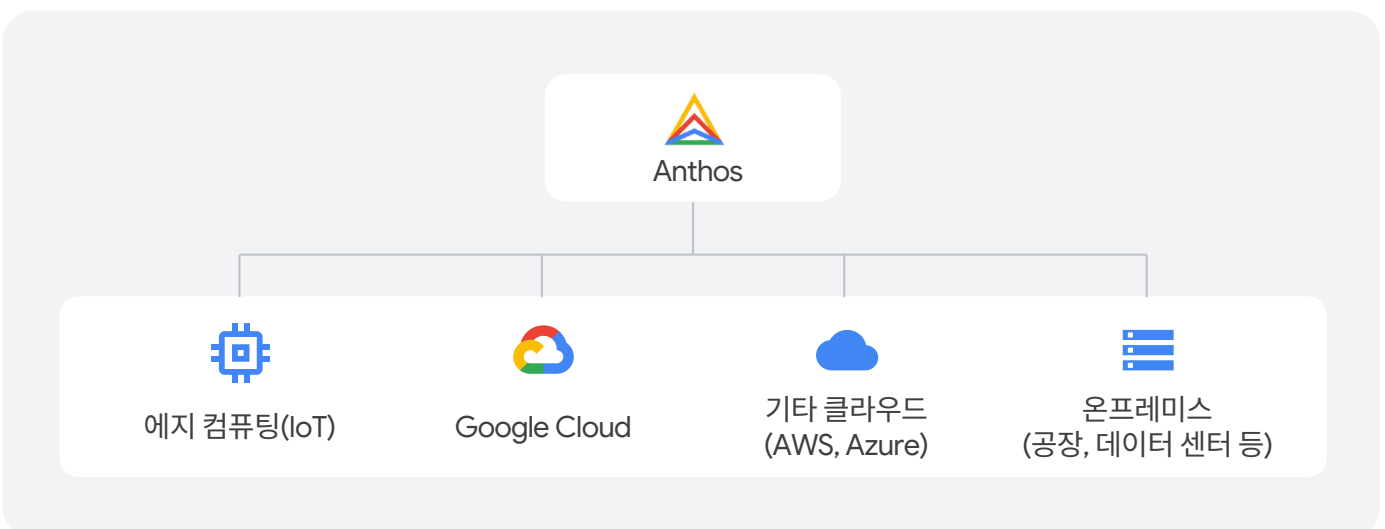 Anthos
에지 컴퓨팅(IoT)
Google Cloud
기타 클라우드
(AWS, Azure)
온프레미스
(공장, 데이터 센터 등)